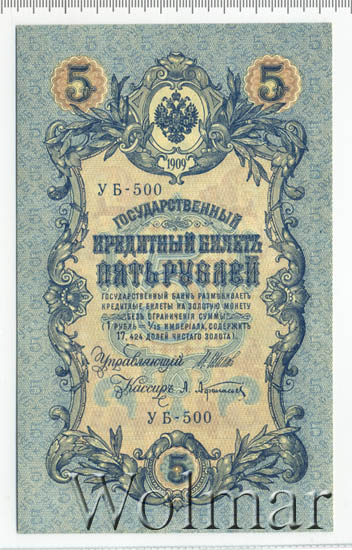 5 5
1909
УБ-500
ГОСУДАРСТВЕННЫЙ
КРЕДИТНЫЙ БИЛЕТЪ
ПЯТЬ РУБЛЕЙ
ГОСУДАРСТВЕННЫЙ БАНКЪ РАЗМѢНИВАЕТЪ
КРЕДИТНЫЕ БИЛЕТЫ НА ЗОЛОТУЮ МОНЕТУ
БЕЗЪ ОГРАНИЧЕНІЯ СУММЫ
(1 РУБЛЬ = 1/15 ИМПЕРІАЛА, СОДЕРЖИТЪ
17,424 ДОЛЕЙ ЧИСТАГО ЗОЛОТА)
Управляющій
Кассиръ А. Афанасьевъ
УБ-500
5
Wolmar